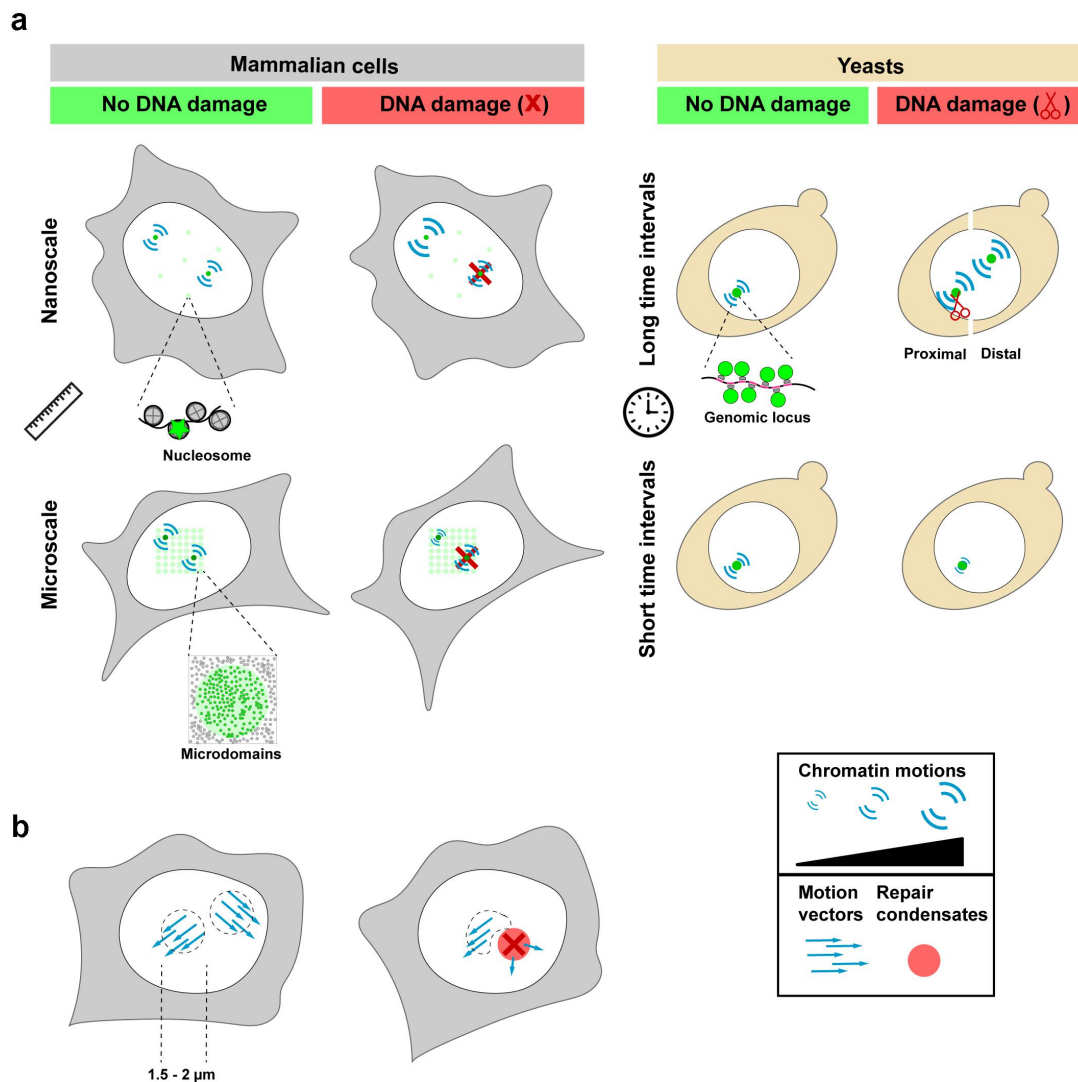 a
Mammalian cells
No DNA damage
DNA damage (X)
Yeasts
No DNA damage
DNA damage ( )
Nanoscale
Nucleosome
Microscale
Microdomains
Long time intervals
Proximal
Distal
Genomic locus
Short time intervals
Chromatin motions
Motion
vectors
Repair
condensates
b
1.5 - 2 µm